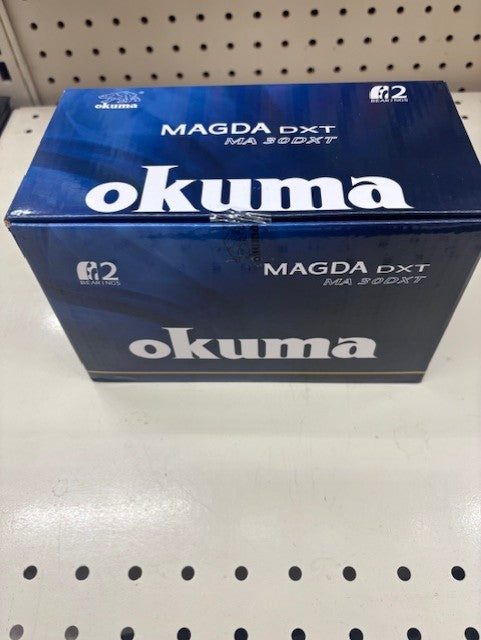 okuma
2
BEARINGS
MAGDA DXT
MA 30DXT
okuma
2
BEARINGS
MAGDA DXT
MA 30DXT
okuma